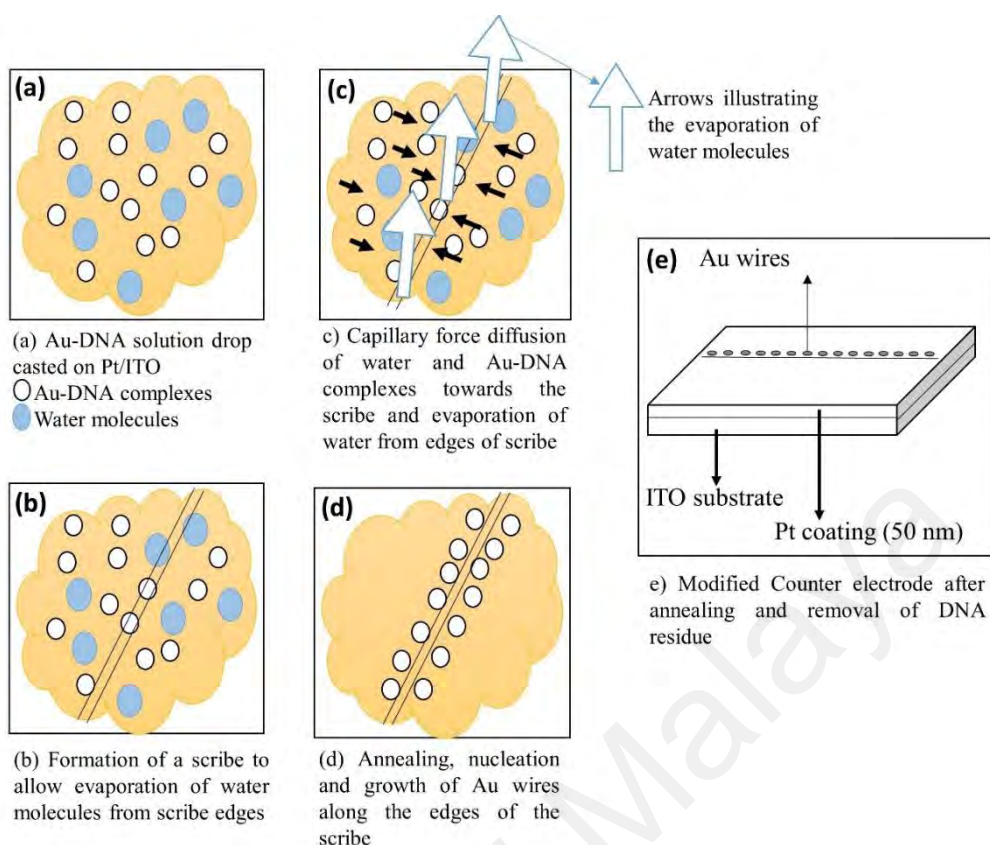 (a)
(a) Au-DNA solution drop
casted on Pt/ITO
Au-DNA complexes
Water molecules
(c)
Arrows illustrating
the evaporation of
water molecules
c) Capillary force diffusion
of water and Au-DNA
complexes towards the
scribe and evaporation of
water from edges of scribe
(b)
(b) Formation of a scribe to
allow evaporation of water
molecules from scribe edges
(d)
(d) Annealing, nucleation
and growth of Au wires
along the edges of the
scribe
(e)
Au wires
ITO substrate
Pt coating (50 nm)
e) Modified Counter electrode after
annealing and removal of DNA
residue
Malaya